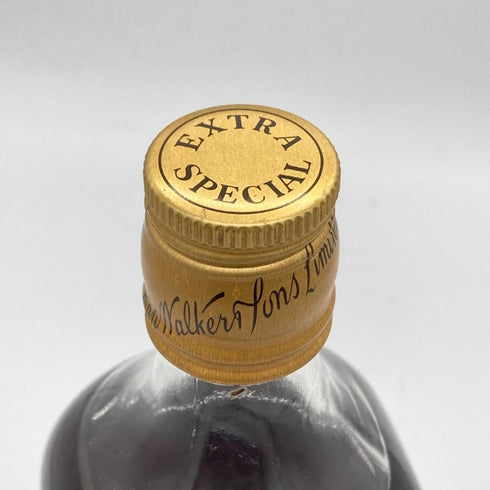 EXTRA
SPECIAL
Walker & Sons